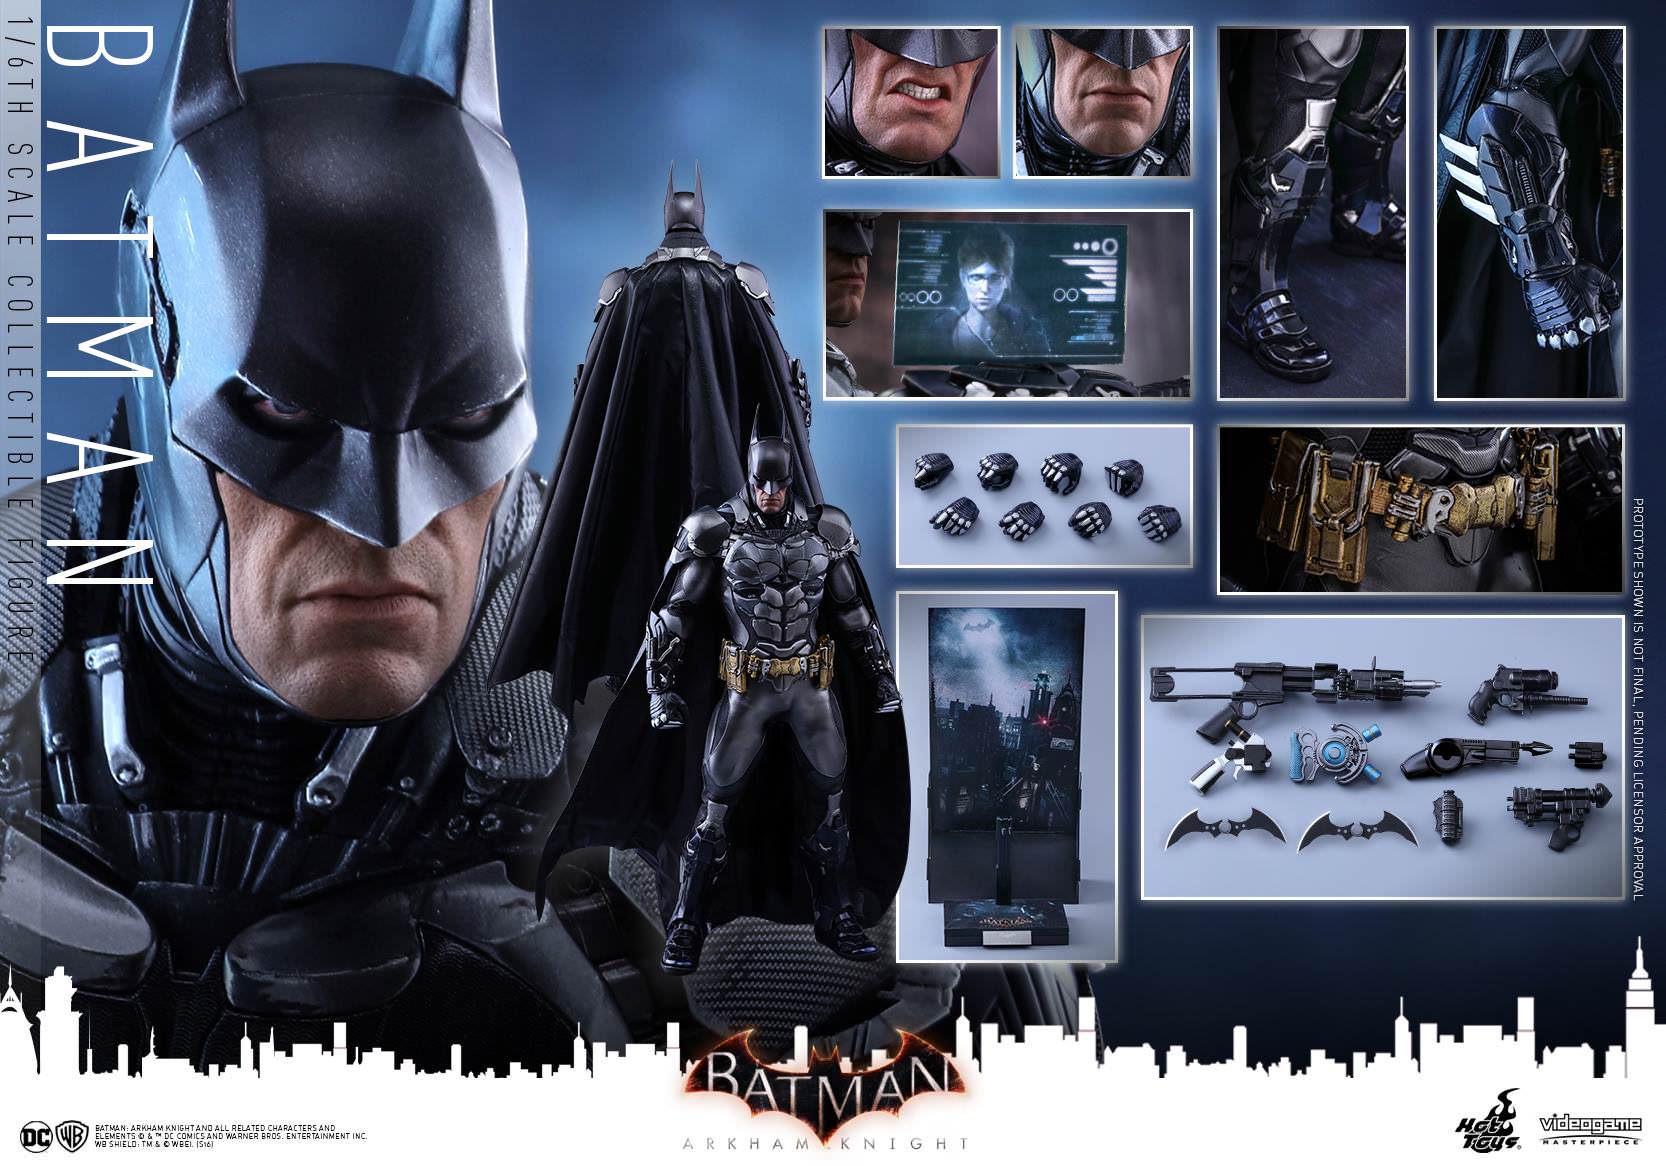 BATMAN
1/6TH SCALE COLLECTIBLE FIGURE
PROTOTYPE SHOWN IS NOT FINAL, PENDING LICENSOR APPROVAL
BATMAN
ARKHAM KNIGHT
DC
WB
BATMAN: ARKHAM KNIGHT AND ALL RELATED CHARACTERS AND
ELEMENTS © & ™ DC COMICS AND WARNER BROS. ENTERTAINMENT INC.
WB SHIELD: TM & © WBEI. (S16)
Hot
Toys
videogame
MASTERPIECE